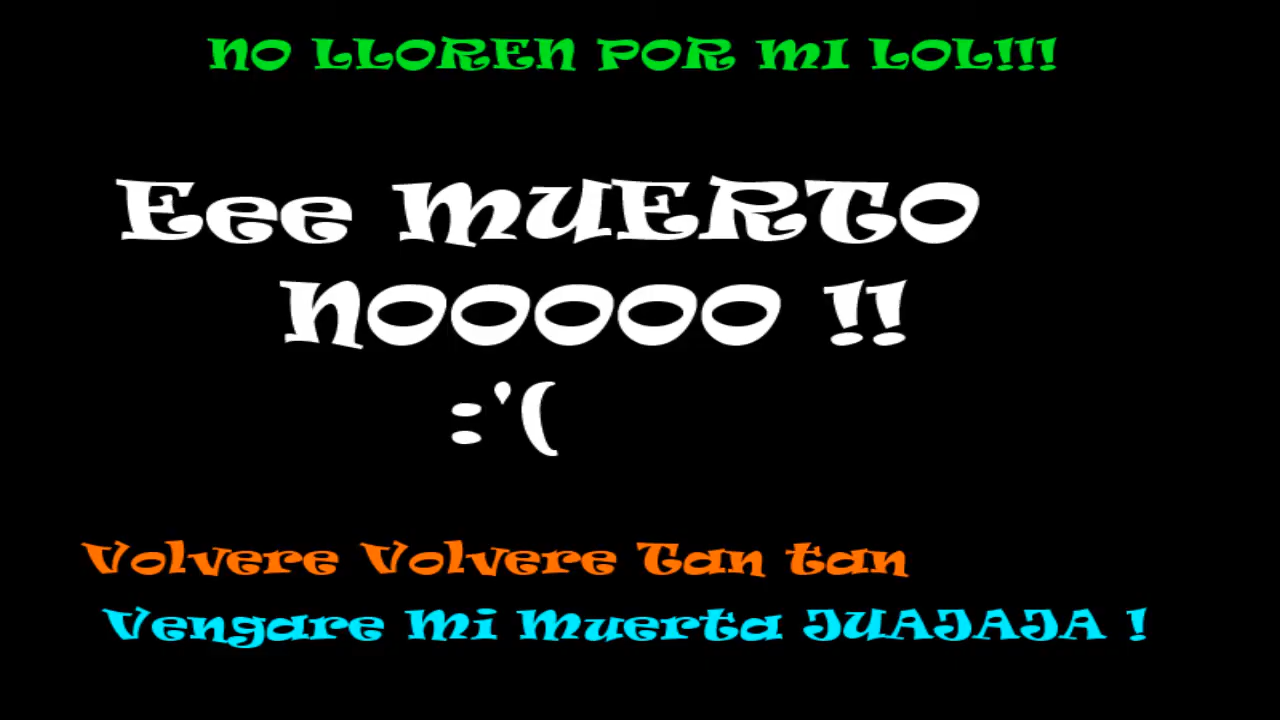 NO LLOREN POR MI LOL!!!
Eee MUERTO
NOOOOO !!
:'(
Volvere Volvere Tan tan
Vengare Mi Muerta JUAJAJA !